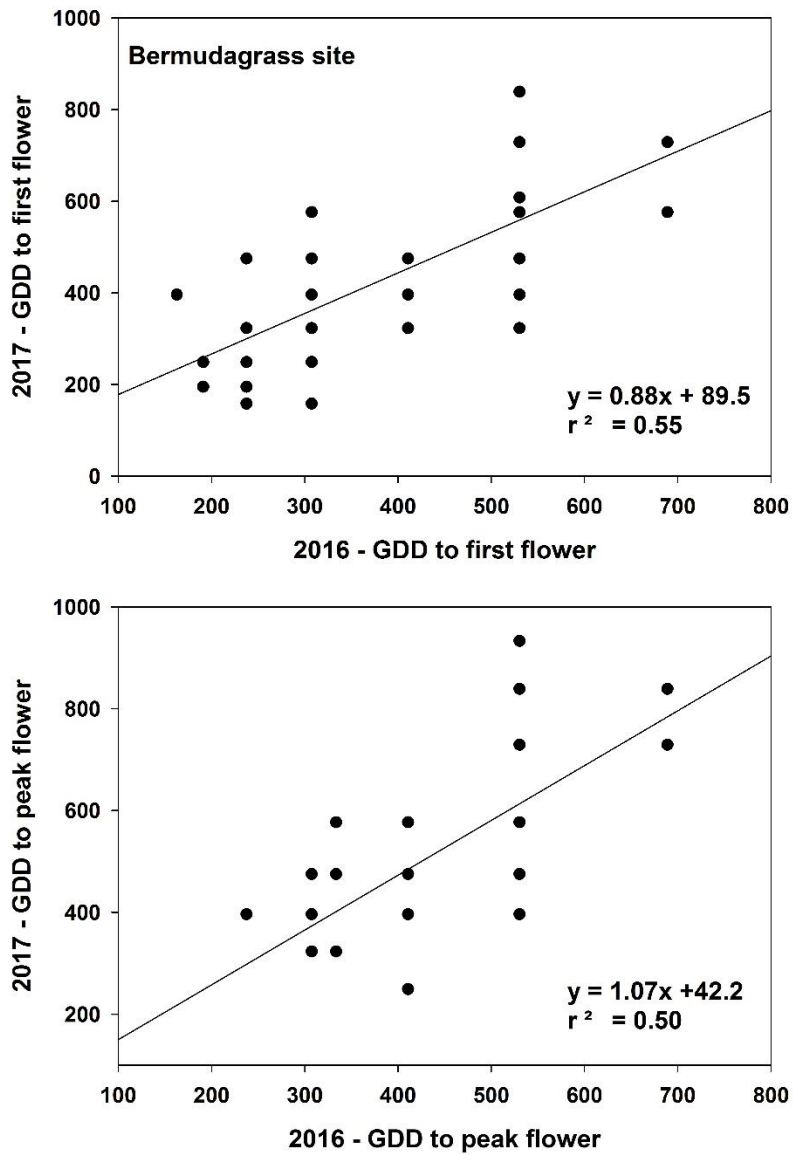 1000
Bermudagrass site
800
600
400
200
0
2017 - GDD to first flower
y = 0.88x + 89.5
r ² = 0.55
100 200 300 400 500 600 700 800
2016 - GDD to first flower
1000
800
600
400
200
2017 - GDD to peak flower
y = 1.07x +42.2
r ² = 0.50
100 200 300 400 500 600 700 800
2016 - GDD to peak flower